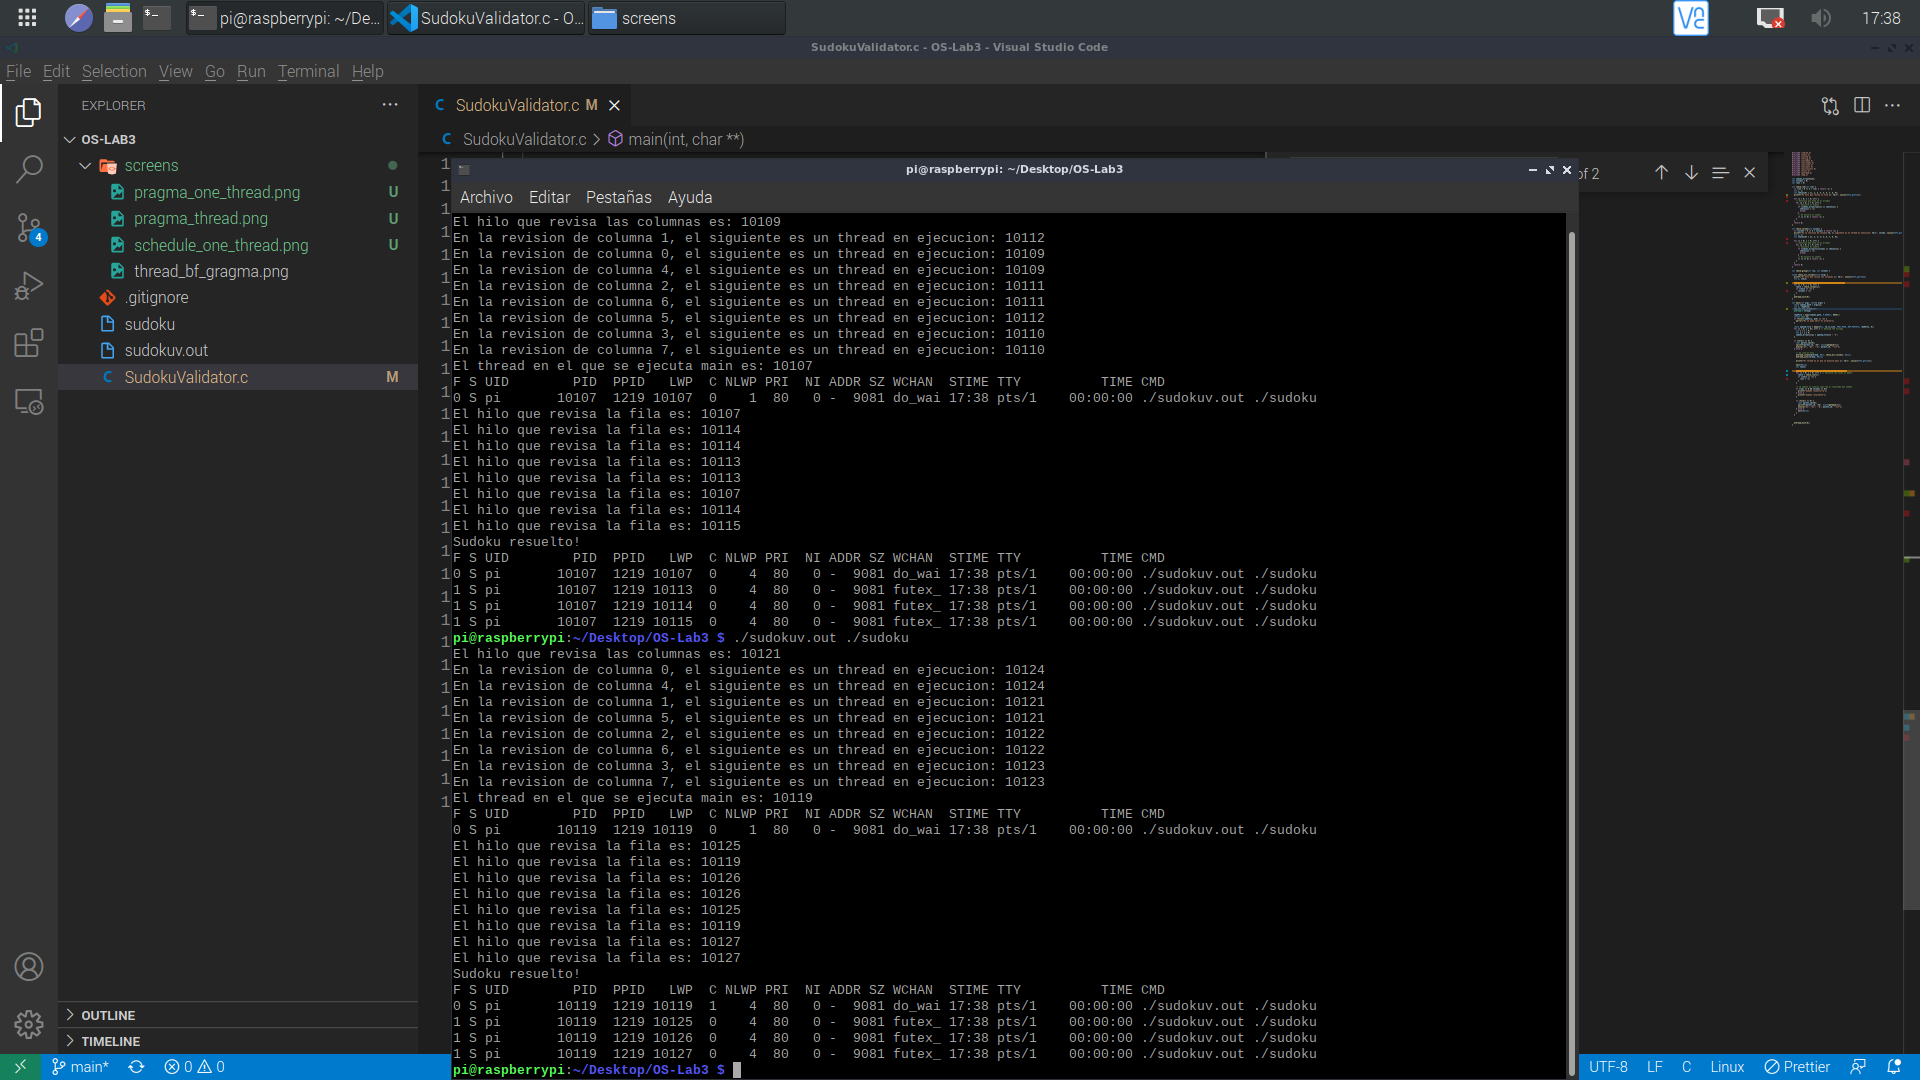 pi@raspberrypi: ~/De...
SudokuValidator.c - O...
screens
17:38
SudokuValidator.c - OS-Lab3 - Visual Studio Code
File Edit Selection View Go Run Terminal Help
EXPLORER
OS-LAB3
screens
pragma_one_thread.png U
pragma_thread.png U
schedule_one_thread.png U
thread_bf_gragma.png
.gitignore
sudoku
sudokuv.out
SudokuValidator.c M
4
OUTLINE
TIMELINE
SudokuValidator.c M
SudokuValidator.c > main(int, char **)
of 2
pi@raspberrypi: ~/Desktop/OS-Lab3
Archivo Editar Pestañas Ayuda
El hilo que revisa las columnas es: 10109
En la revision de columna 1, el siguiente es un thread en ejecucion: 10112
En la revision de columna 0, el siguiente es un thread en ejecucion: 10109
En la revision de columna 4, el siguiente es un thread en ejecucion: 10109
En la revision de columna 2, el siguiente es un thread en ejecucion: 10111
En la revision de columna 6, el siguiente es un thread en ejecucion: 10111
En la revision de columna 5, el siguiente es un thread en ejecucion: 10112
En la revision de columna 3, el siguiente es un thread en ejecucion: 10110
En la revision de columna 7, el siguiente es un thread en ejecucion: 10110
El thread en el que se ejecuta main es: 10107
F S UID PID PPID LWP C NLWP PRI NI ADDR SZ WCHAN STIME TTY TIME CMD
0 S pi 10107 1219 10107 0 1 80 0 - 9081 do_wai 17:38 pts/1 00:00:00 ./sudokuv.out ./sudoku
El hilo que revisa la fila es: 10107
El hilo que revisa la fila es: 10114
El hilo que revisa la fila es: 10114
El hilo que revisa la fila es: 10113
El hilo que revisa la fila es: 10113
El hilo que revisa la fila es: 10107
El hilo que revisa la fila es: 10114
El hilo que revisa la fila es: 10115
Sudoku resuelto!
F S UID PID PPID LWP C NLWP PRI NI ADDR SZ WCHAN STIME TTY TIME CMD
0 S pi 10107 1219 10107 0 4 80 0 - 9081 do_wai 17:38 pts/1 00:00:00 ./sudokuv.out ./sudoku
1 S pi 10107 1219 10113 0 4 80 0 - 9081 futex_ 17:38 pts/1 00:00:00 ./sudokuv.out ./sudoku
1 S pi 10107 1219 10114 0 4 80 0 - 9081 futex_ 17:38 pts/1 00:00:00 ./sudokuv.out ./sudoku
1 S pi 10107 1219 10115 0 4 80 0 - 9081 futex_ 17:38 pts/1 00:00:00 ./sudokuv.out ./sudoku
pi@raspberrypi:~/Desktop/OS-Lab3 $ ./sudokuv.out ./sudoku
El hilo que revisa las columnas es: 10121
En la revision de columna 0, el siguiente es un thread en ejecucion: 10124
En la revision de columna 4, el siguiente es un thread en ejecucion: 10124
En la revision de columna 1, el siguiente es un thread en ejecucion: 10121
En la revision de columna 5, el siguiente es un thread en ejecucion: 10121
En la revision de columna 2, el siguiente es un thread en ejecucion: 10122
En la revision de columna 6, el siguiente es un thread en ejecucion: 10122
En la revision de columna 3, el siguiente es un thread en ejecucion: 10123
En la revision de columna 7, el siguiente es un thread en ejecucion: 10123
El thread en el que se ejecuta main es: 10119
F S UID PID PPID LWP C NLWP PRI NI ADDR SZ WCHAN STIME TTY TIME CMD
0 S pi 10119 1219 10119 0 1 80 0 - 9081 do_wai 17:38 pts/1 00:00:00 ./sudokuv.out ./sudoku
El hilo que revisa la fila es: 10125
El hilo que revisa la fila es: 10119
El hilo que revisa la fila es: 10126
El hilo que revisa la fila es: 10126
El hilo que revisa la fila es: 10125
El hilo que revisa la fila es: 10119
El hilo que revisa la fila es: 10127
El hilo que revisa la fila es: 10127
Sudoku resuelto!
F S UID PID PPID LWP C NLWP PRI NI ADDR SZ WCHAN STIME TTY TIME CMD
0 S pi 10119 1219 10119 1 4 80 0 - 9081 do_wai 17:38 pts/1 00:00:00 ./sudokuv.out ./sudoku
1 S pi 10119 1219 10125 0 4 80 0 - 9081 futex_ 17:38 pts/1 00:00:00 ./sudokuv.out ./sudoku
1 S pi 10119 1219 10126 0 4 80 0 - 9081 futex_ 17:38 pts/1 00:00:00 ./sudokuv.out ./sudoku
1 S pi 10119 1219 10127 0 4 80 0 - 9081 futex_ 17:38 pts/1 00:00:00 ./sudokuv.out ./sudoku
pi@raspberrypi:~/Desktop/OS-Lab3 $
main* 0 0
UTF-8 LF C Linux Prettier